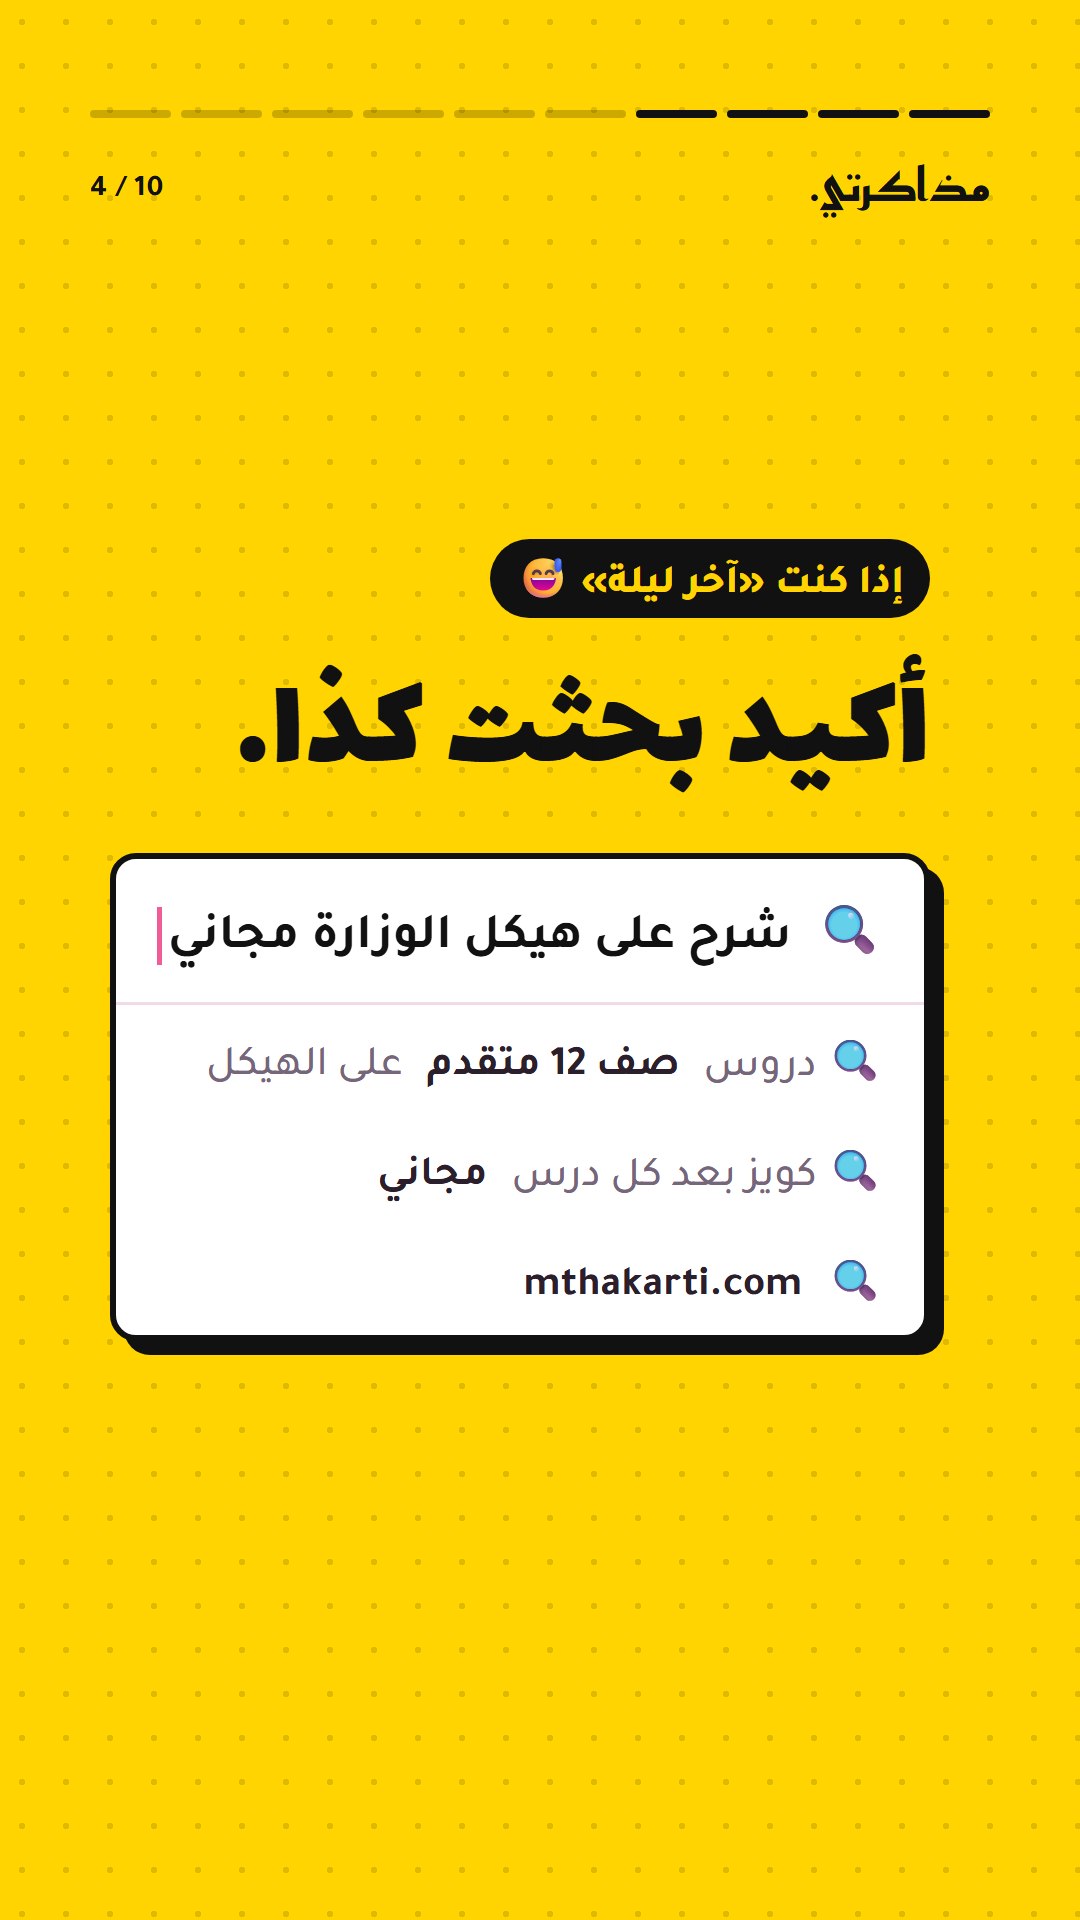 مذاكرتي.
4 / 10
إذا كنت «آخر ليلة» 😅
أكيد بحثت كذا.
شرح على هيكل الوزارة مجاني
دروس صف 12 متقدم على الهيكل
كويز بعد كل درس مجاني
mthakarti.com